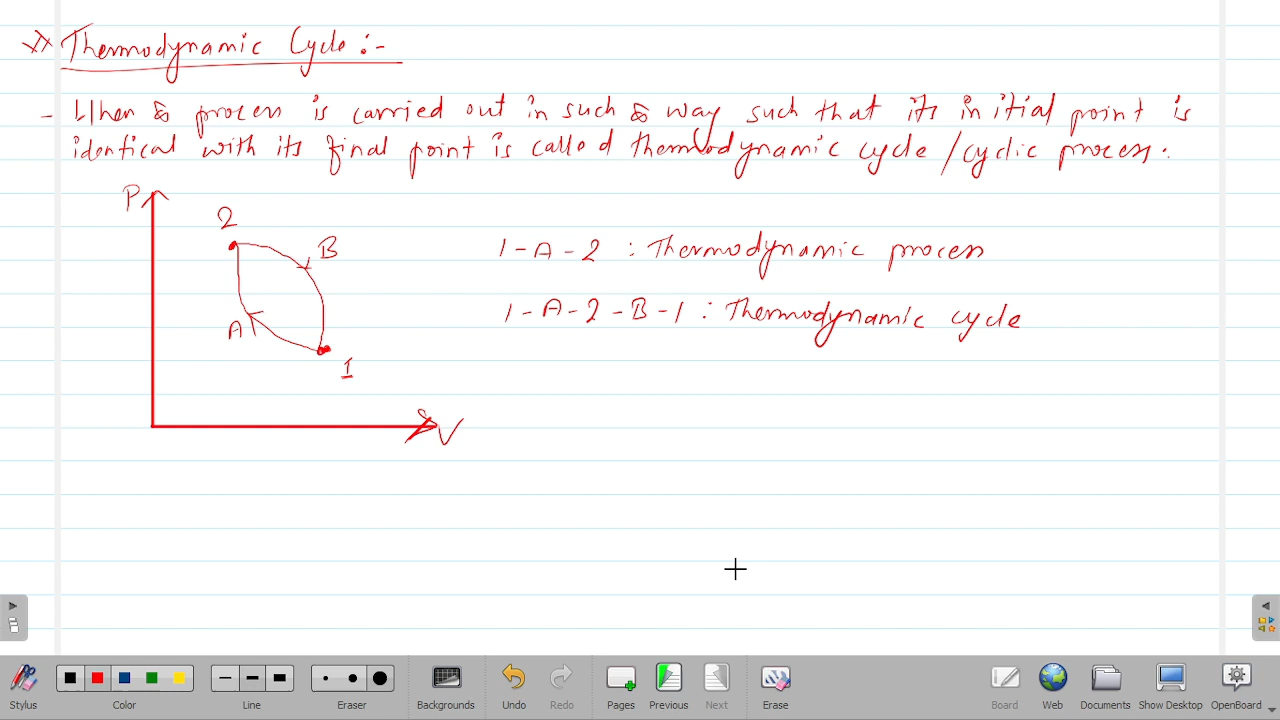 Thermodynamic Cycle :-
- When a process is carried out in such a way such that its initial point is
identical with its final point is called thermodynamic cycle / cyclic process.
P
2
B
1-A-2 : Thermodynamic process
1-A-2-B-1 : Thermodynamic cycle
A
1
V
Stylus
Color
Line
Eraser
Backgrounds
Undo
Redo
Pages
Previous
Next
Erase
Board
Web
Documents
Show Desktop
OpenBoard